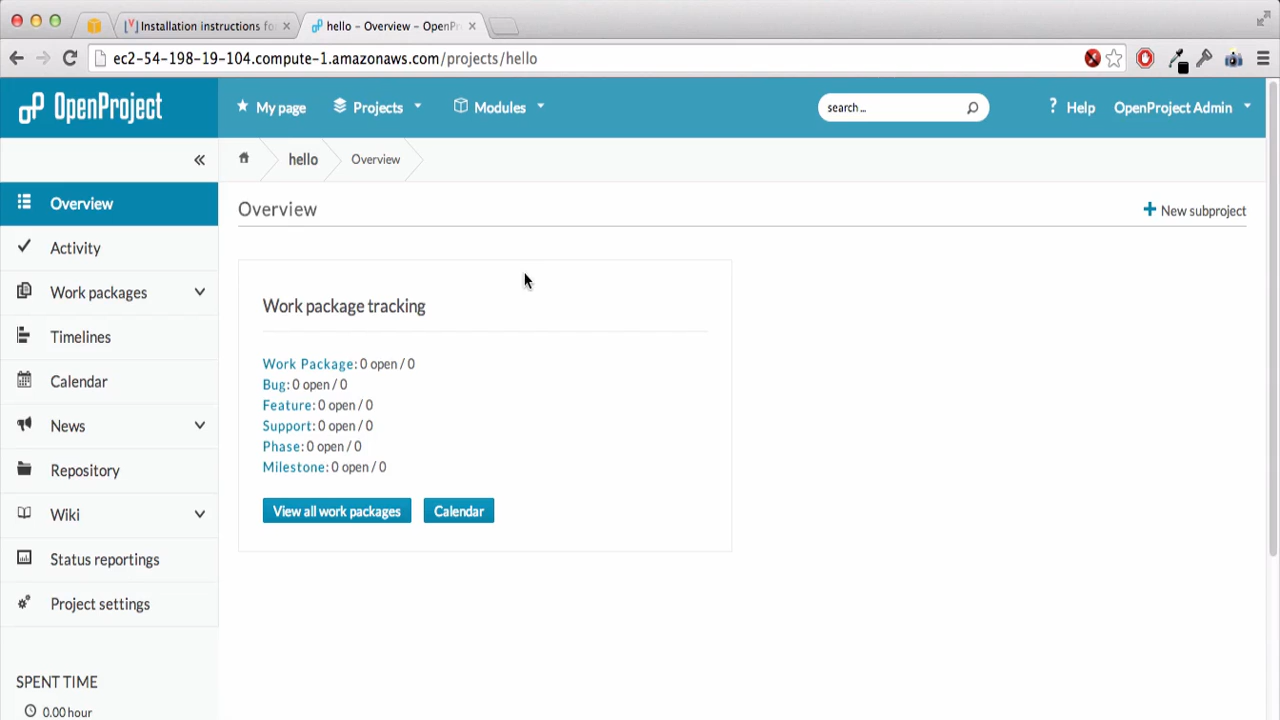 Installation instructions fo
hello – Overview – OpenPr
ec2-54-198-19-104.compute-1.amazonaws.com/projects/hello
OpenProject
My page
Projects
Modules
search ...
? Help
OpenProject Admin
«
hello
Overview
Overview
Overview
+ New subproject
Activity
Work packages
Timelines
Calendar
News
Repository
Wiki
Status reportings
Project settings
SPENT TIME
0.00 hour
Work package tracking
Work Package: 0 open / 0
Bug: 0 open / 0
Feature: 0 open / 0
Support: 0 open / 0
Phase: 0 open / 0
Milestone: 0 open / 0
View all work packages
Calendar